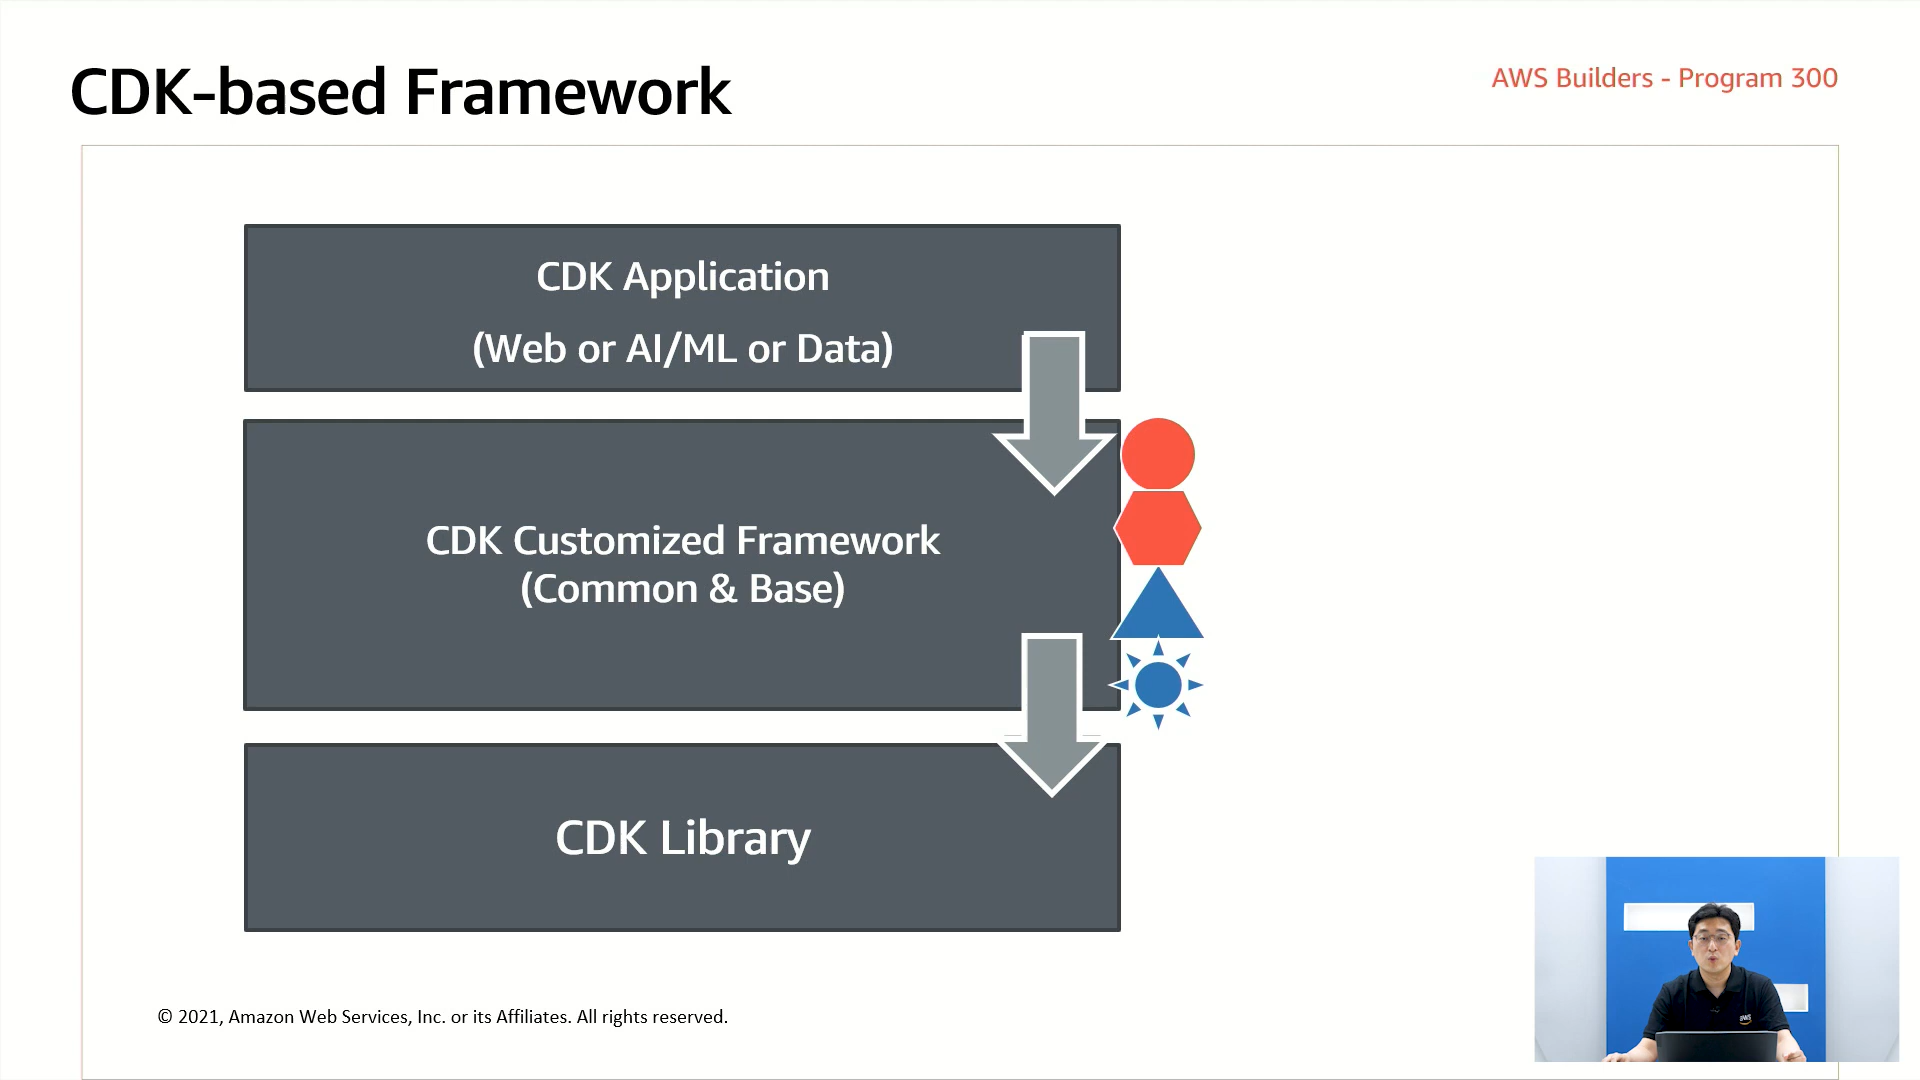 CDK-based Framework
AWS Builders - Program 300
CDK Application
(Web or AI/ML or Data)
CDK Customized Framework
(Common & Base)
CDK Library
© 2021, Amazon Web Services, Inc. or its Affiliates. All rights reserved.
aws